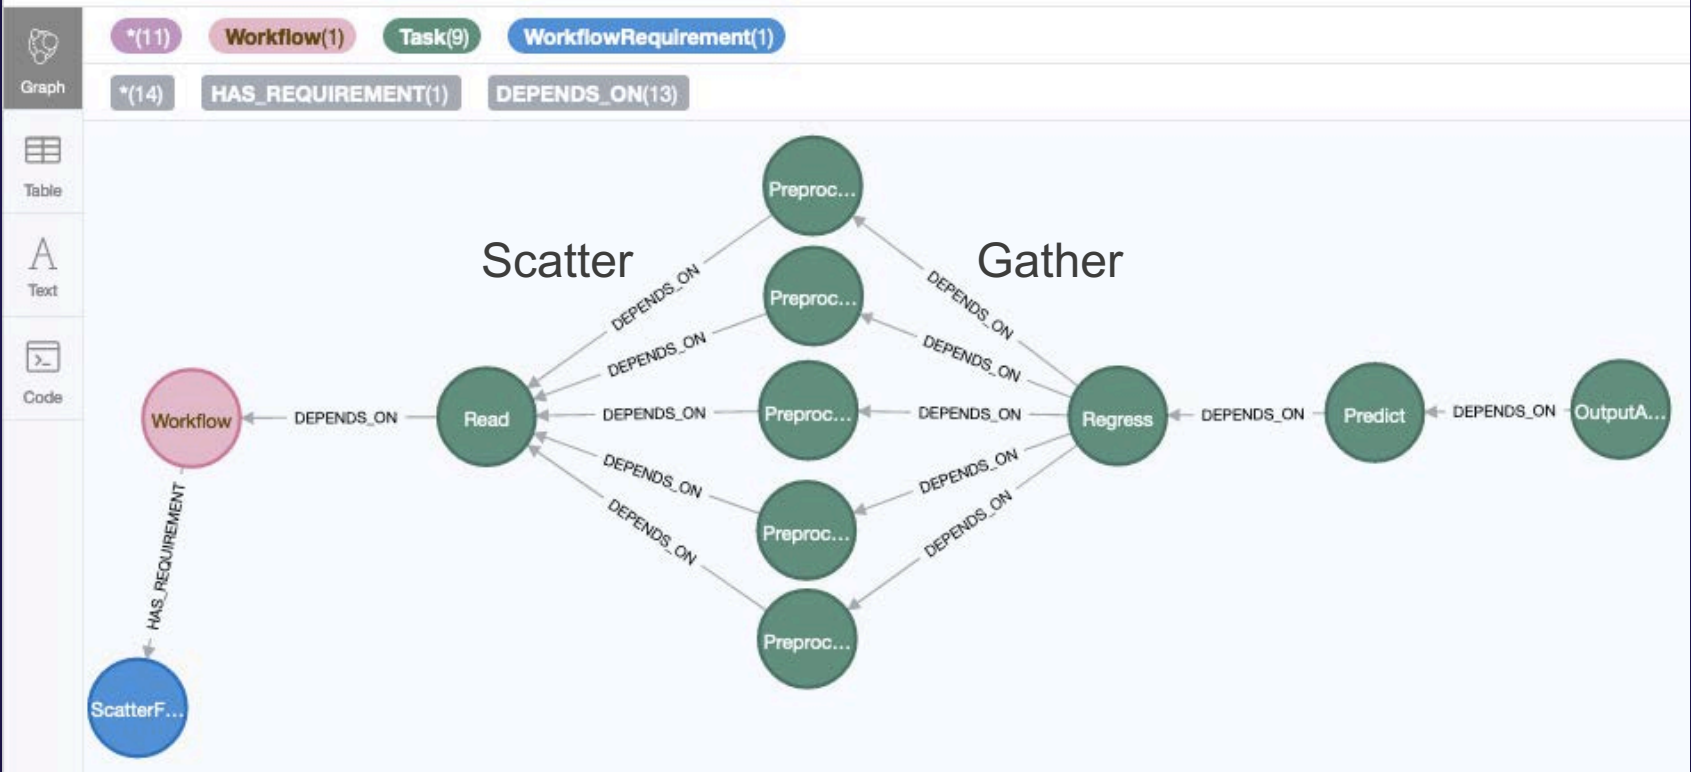 *(11) Workflow(1) Task(9) WorkflowRequirement(1)
Graph
*(14) HAS_REQUIREMENT(1) DEPENDS_ON(13)
Table
A
Text
>_
Code
Scatter
Gather
Preproc...
Preproc...
Preproc...
Preproc...
Preproc...
DEPENDS_ON
DEPENDS_ON
DEPENDS_ON
DEPENDS_ON
DEPENDS_ON
DEPENDS_ON
DEPENDS_ON
DEPENDS_ON
DEPENDS_ON
DEPENDS_ON
Workflow
DEPENDS_ON
Read
Regress
DEPENDS_ON
Predict
DEPENDS_ON
OutputA...
HAS_REQUIREMENT
ScatterF...